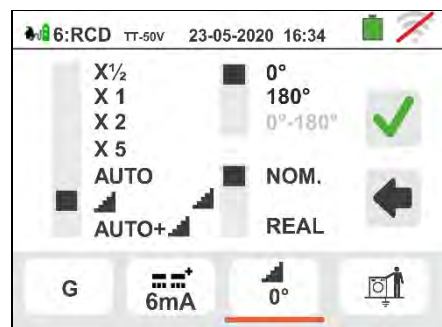 6:RCD TT-50V 23-05-2020 16:34
X½ 0°
X 1 180°
X 2 0°-180°
X 5
AUTO NOM.
AUTO+ REAL
G 6mA + 0°